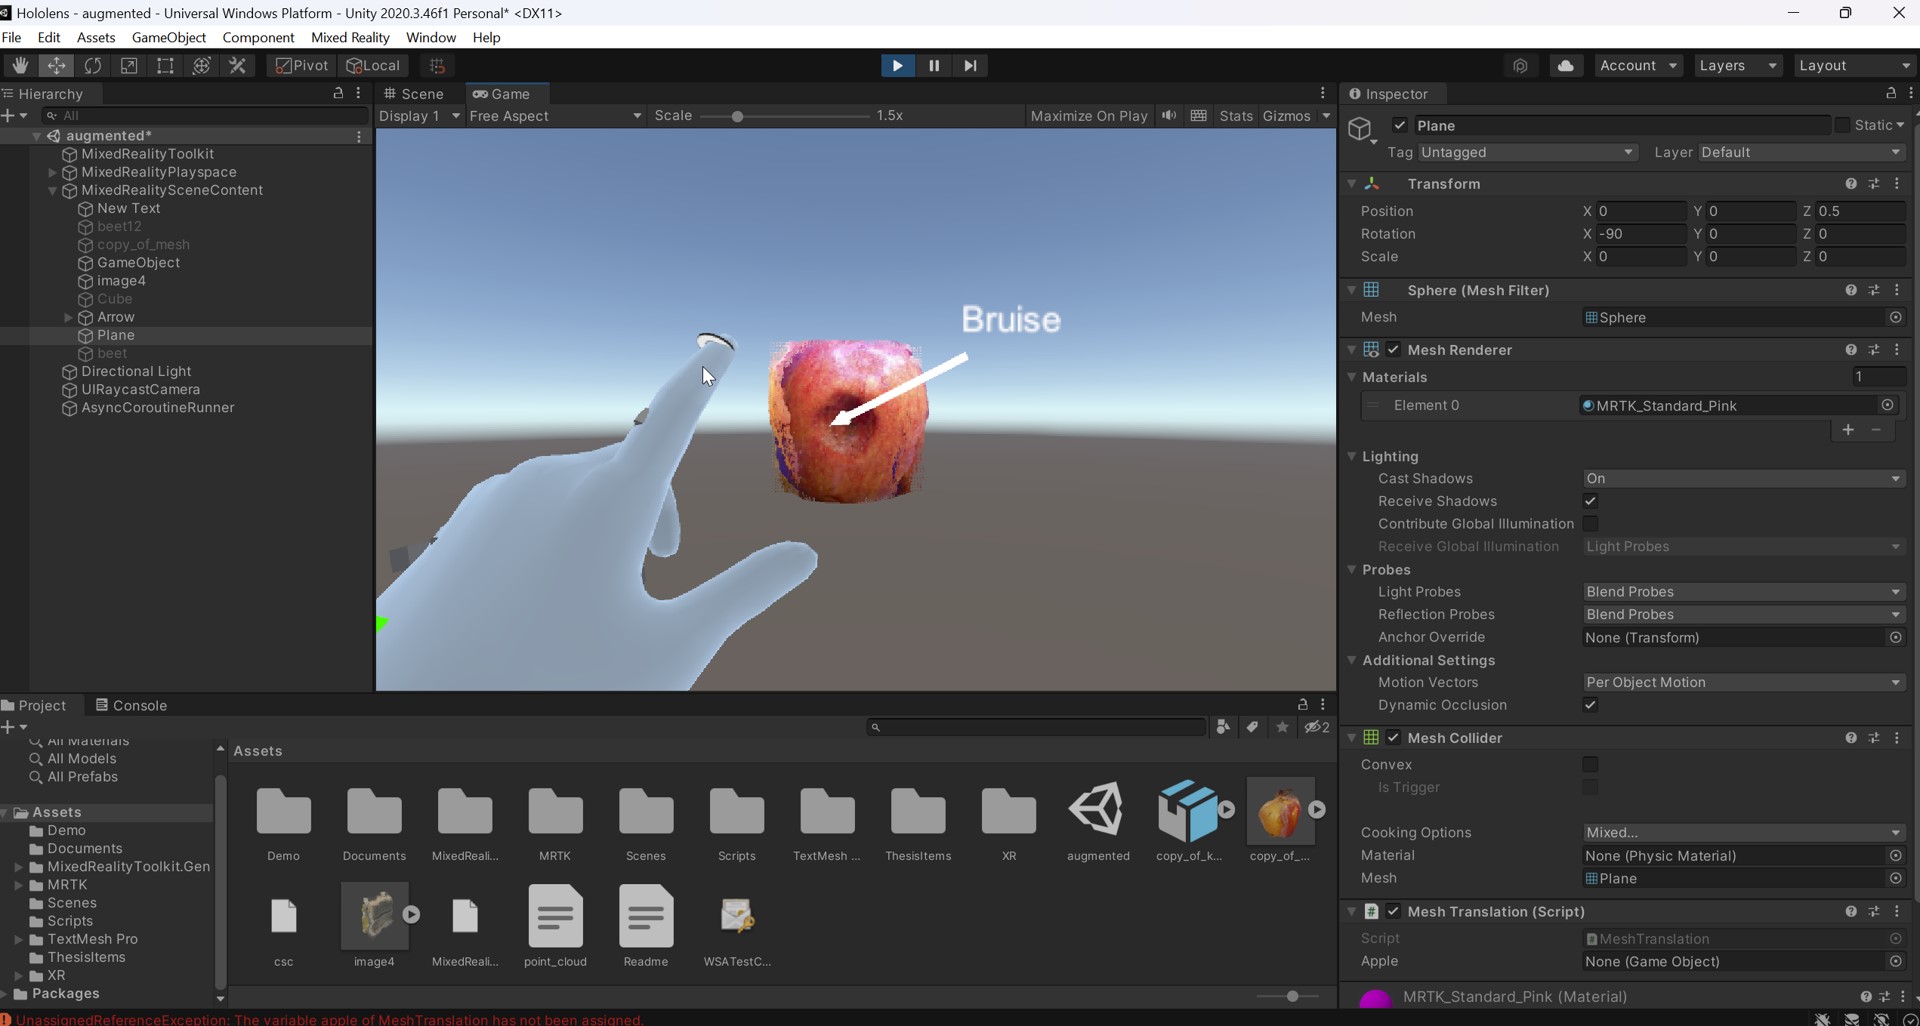 Hololens - augmented - Universal Windows Platform - Unity 2020.3.46f1 Personal* <DX11>
File Edit Assets GameObject Component Mixed Reality Window Help
Pivot Local Account Layers Layout
Hierarchy
All
augmented*
MixedRealityToolkit
MixedRealityPlayspace
MixedRealitySceneContent
New Text
beet12
copy_of_mesh
GameObject
image4
Cube
Arrow
Plane
beet
Directional Light
UIRaycastCamera
AsyncCoroutineRunner
Scene Game
Display 1 Free Aspect Scale 1.5x Maximize On Play Stats Gizmos
Bruise
Inspector
Plane Static
Tag Untagged Layer Default
Transform
Position X 0 Y 0 Z 0.5
Rotation X -90 Y 0 Z 0
Scale X 0 Y 0 Z 0
Sphere (Mesh Filter)
Mesh Sphere
Mesh Renderer
Materials 1
Element 0 MRTK_Standard_Pink
Lighting
Cast Shadows On
Receive Shadows
Contribute Global Illumination
Receive Global Illumination Light Probes
Probes
Light Probes Blend Probes
Reflection Probes Blend Probes
Anchor Override None (Transform)
Additional Settings
Motion Vectors Per Object Motion
Dynamic Occlusion
Mesh Collider
Convex
Is Trigger
Cooking Options Mixed...
Material None (Physic Material)
Mesh Plane
Mesh Translation (Script)
Script MeshTranslation
Apple None (Game Object)
MRTK_Standard_Pink (Material)
Project Console
2
All Materials
All Models
All Prefabs
Assets
Demo
Documents
MixedRealityToolkit.Gen
MRTK
Scenes
Scripts
TextMesh Pro
ThesisItems
XR
Packages
Assets
Demo Documents MixedReali... MRTK Scenes Scripts TextMesh ... ThesisItems XR augmented copy_of_k... copy_of_...
csc image4 MixedReali... point_cloud Readme WSATestC...
UnassignedReferenceException: The variable apple of MeshTranslation has not been assigned.